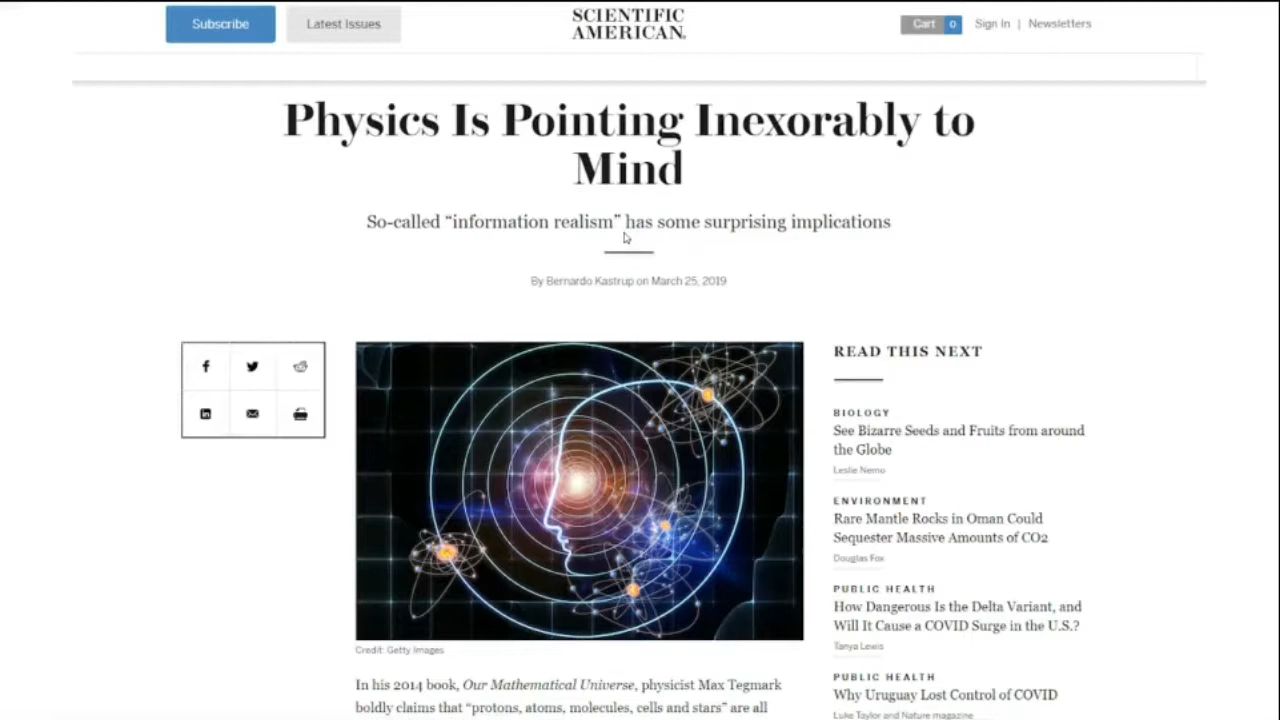 Subscribe
Latest Issues
SCIENTIFIC
AMERICAN.
Cart 0
Sign In | Newsletters
Physics Is Pointing Inexorably to
Mind
So-called “information realism” has some surprising implications
By Bernardo Kastrup on March 25, 2019
Credit: Getty Images
In his 2014 book, Our Mathematical Universe, physicist Max Tegmark
boldly claims that “protons, atoms, molecules, cells and stars” are all
READ THIS NEXT
BIOLOGY
See Bizarre Seeds and Fruits from around
the Globe
Leslie Nemo
ENVIRONMENT
Rare Mantle Rocks in Oman Could
Sequester Massive Amounts of CO2
Douglas Fox
PUBLIC HEALTH
How Dangerous Is the Delta Variant, and
Will It Cause a COVID Surge in the U.S.?
Tanya Lewis
PUBLIC HEALTH
Why Uruguay Lost Control of COVID
Luke Taylor and Nature magazine